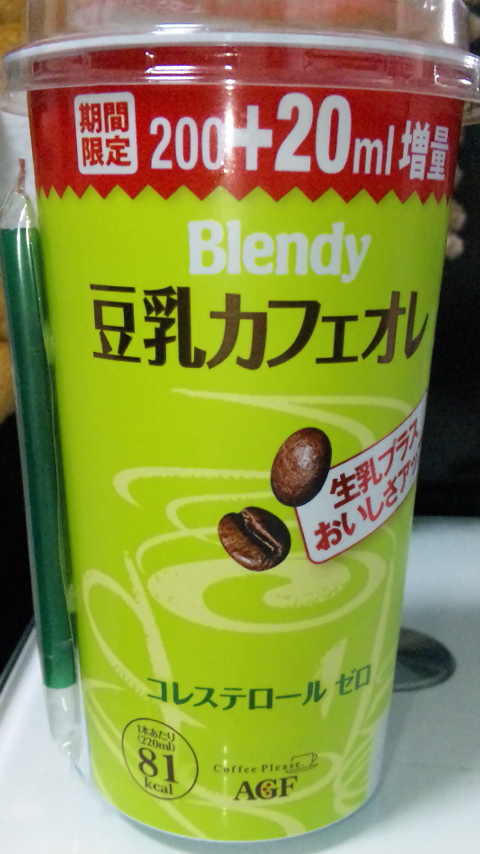 期間
限定
200+20ml増量
Blendy
豆乳カフェオレ
生乳プラス
おいしさアップ
コレステロール ゼロ
1本あたり
(220ml)
81
kcal
Coffee Please
AGF